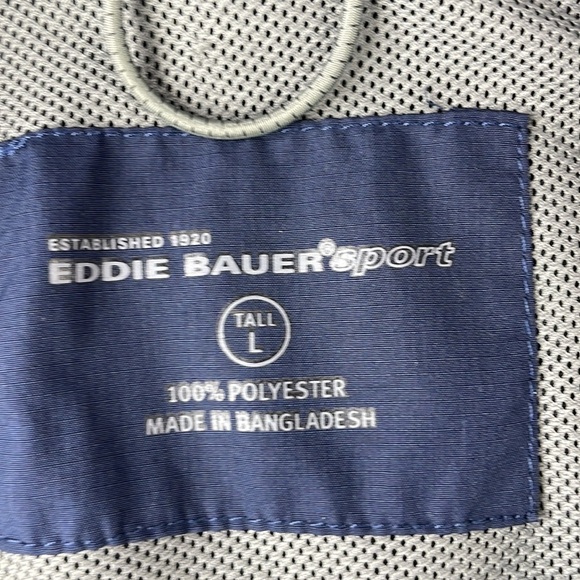 ESTABLISHED 1920
EDDIE BAUER® sport
TALL
L
100% POLYESTER
MADE IN BANGLADESH